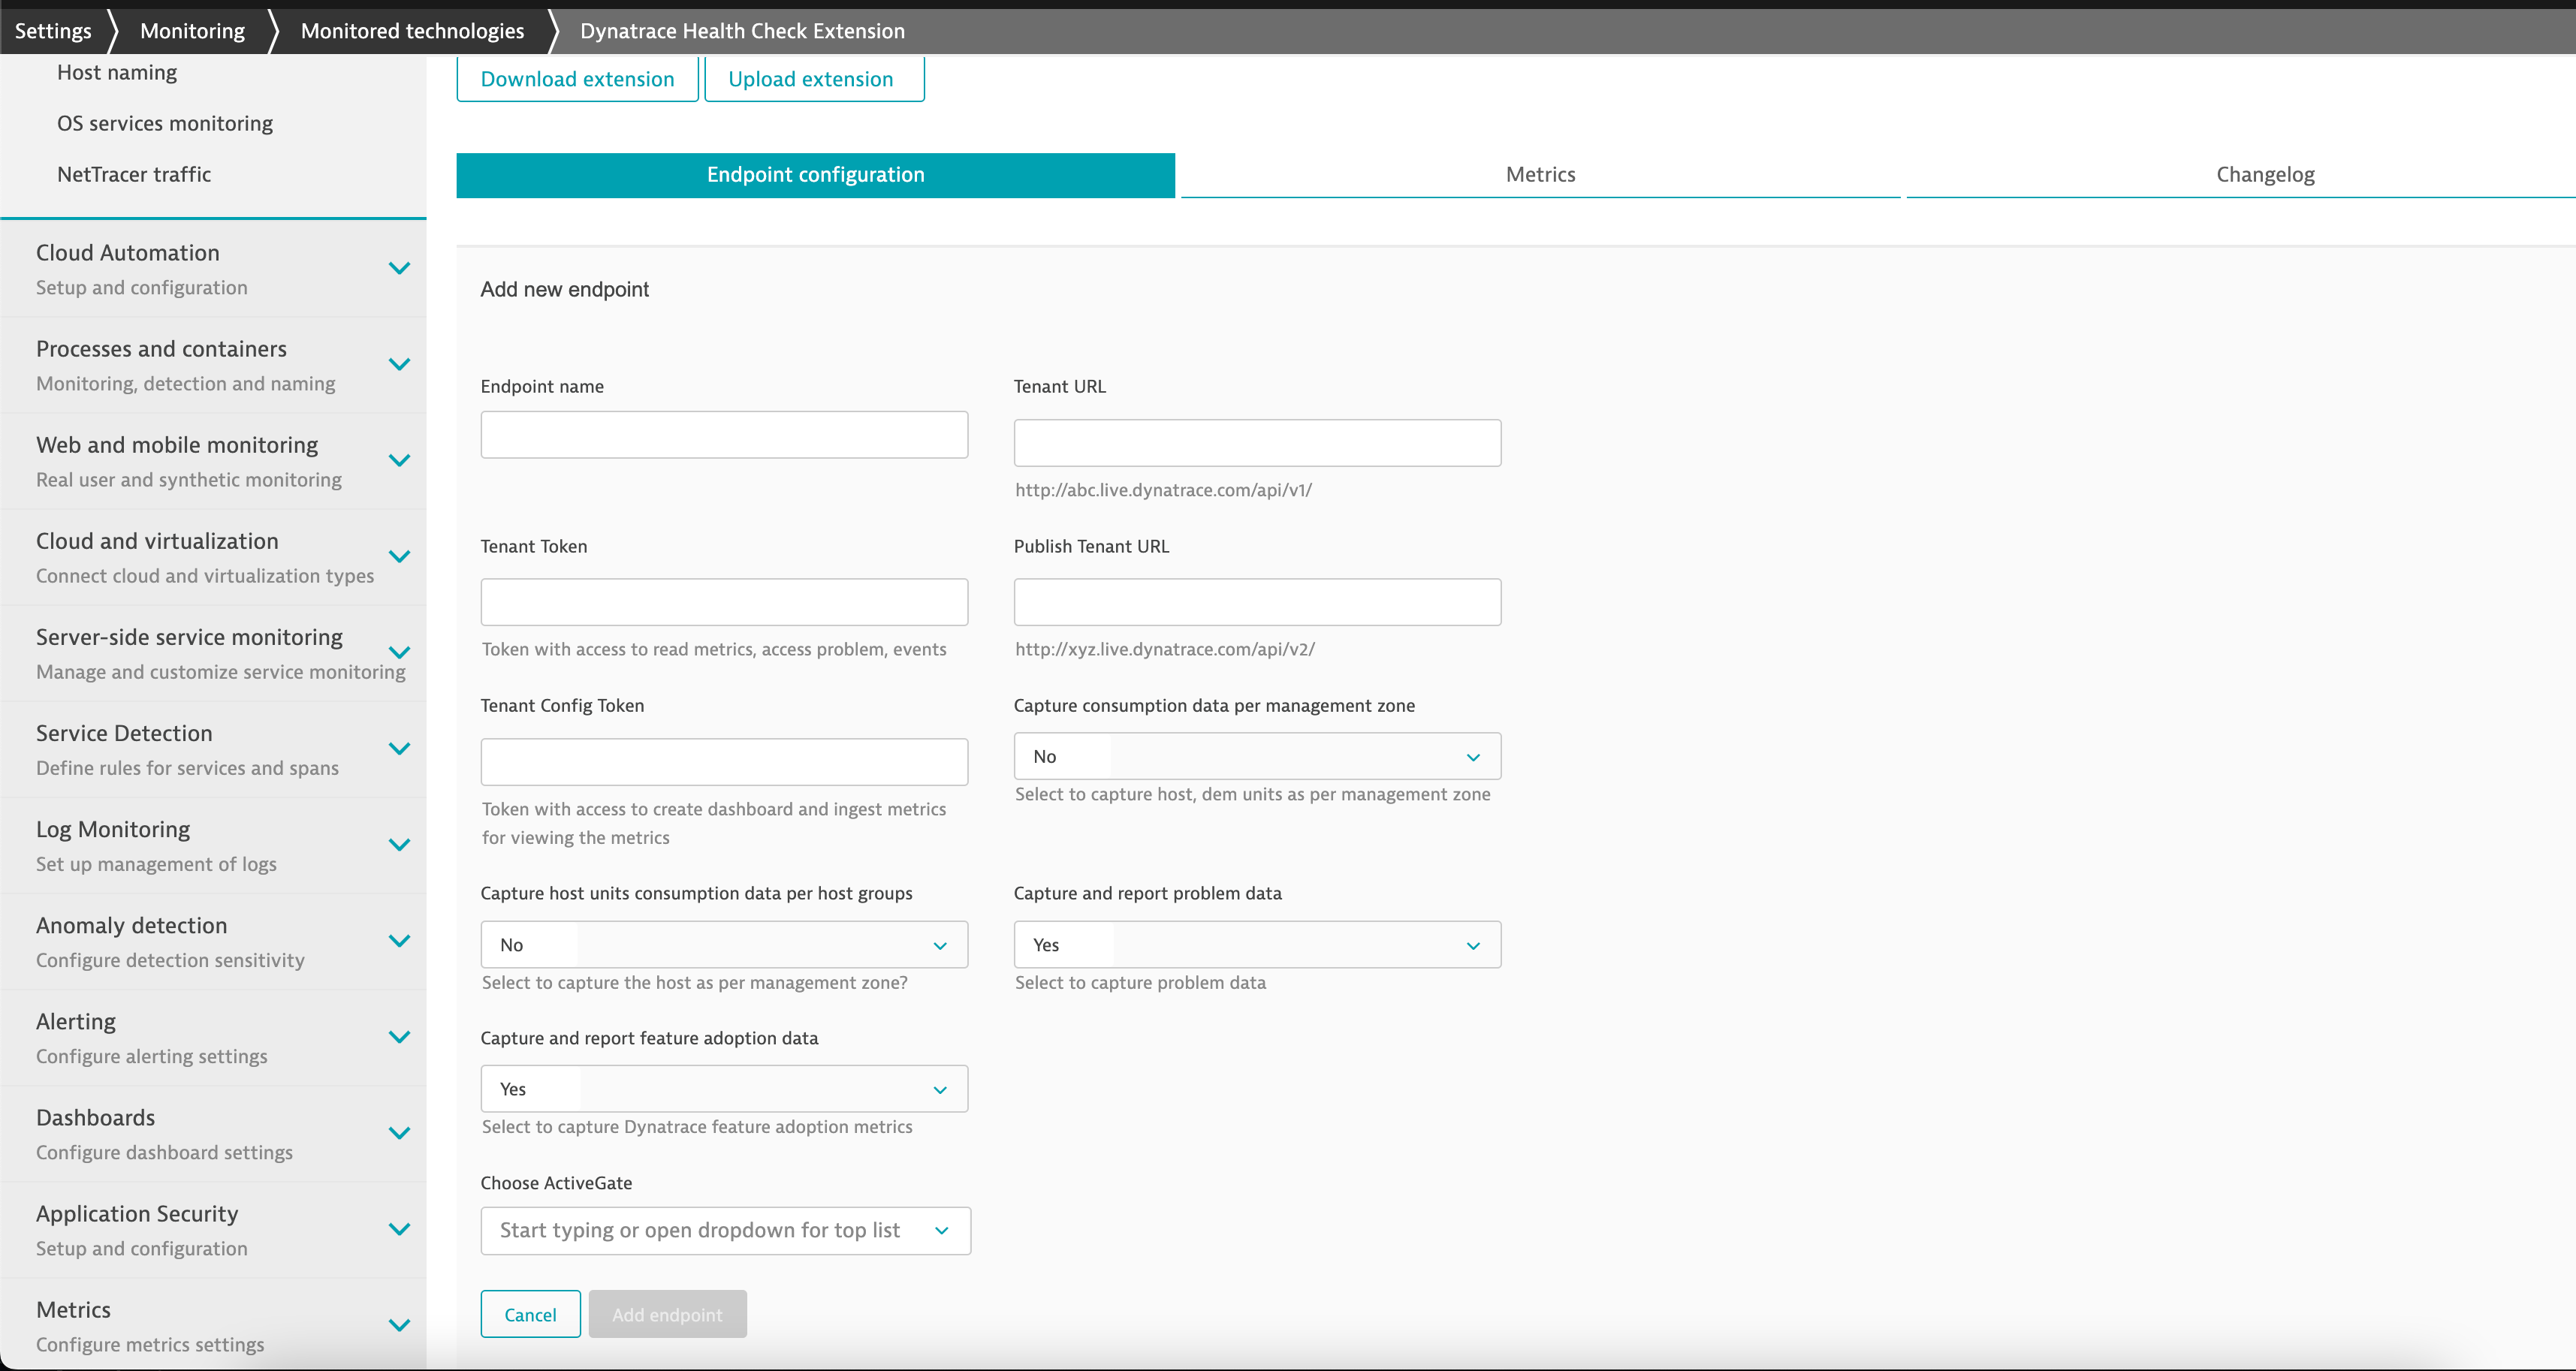 Settings
Monitoring
Monitored technologies
Dynatrace Health Check Extension
Host naming
OS services monitoring
NetTracer traffic
Cloud Automation
Setup and configuration
Processes and containers
Monitoring, detection and naming
Web and mobile monitoring
Real user and synthetic monitoring
Cloud and virtualization
Connect cloud and virtualization types
Server-side service monitoring
Manage and customize service monitoring
Service Detection
Define rules for services and spans
Log Monitoring
Set up management of logs
Anomaly detection
Configure detection sensitivity
Alerting
Configure alerting settings
Dashboards
Configure dashboard settings
Application Security
Setup and configuration
Metrics
Configure metrics settings
Download extension
Upload extension
Endpoint configuration
Metrics
Changelog
Add new endpoint
Endpoint name
Tenant URL
http://abc.live.dynatrace.com/api/v1/
Tenant Token
Token with access to read metrics, access problem, events
Publish Tenant URL
http://xyz.live.dynatrace.com/api/v2/
Tenant Config Token
Token with access to create dashboard and ingest metrics
for viewing the metrics
Capture consumption data per management zone
No
Select to capture host, dem units as per management zone
Capture host units consumption data per host groups
No
Select to capture the host as per management zone?
Capture and report problem data
Yes
Select to capture problem data
Capture and report feature adoption data
Yes
Select to capture Dynatrace feature adoption metrics
Choose ActiveGate
Start typing or open dropdown for top list
Cancel
Add endpoint